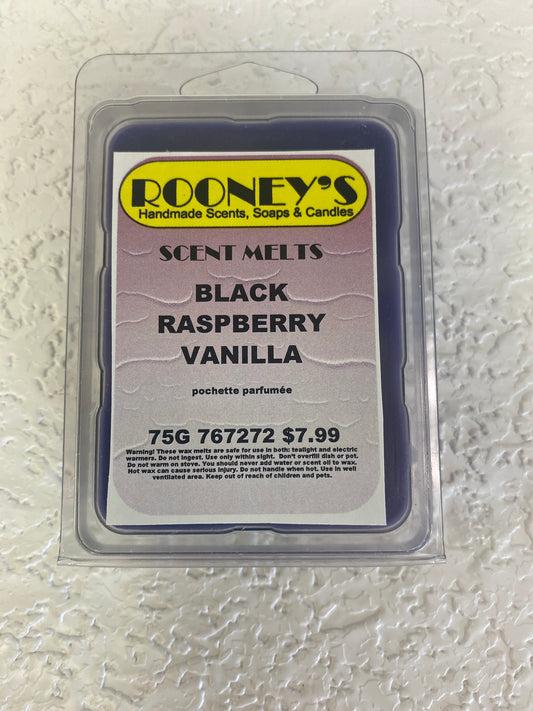 ROONEY'S
Handmade Scents, Soaps & Candles
SCENT MELTS
BLACK
RASPBERRY
VANILLA
pochette parfumée
75G 767272 $7.99
Warning! These wax melts are safe for use in both: tealight and electric
warmers. Do not ingest. Use only within sight. Don't overfill dish or pot.
Do not warm on stove. You should never add water or scent oil to wax.
Hot wax can cause serious injury. Do not handle when hot. Use in well
ventilated area. Keep out of reach of children and pets.